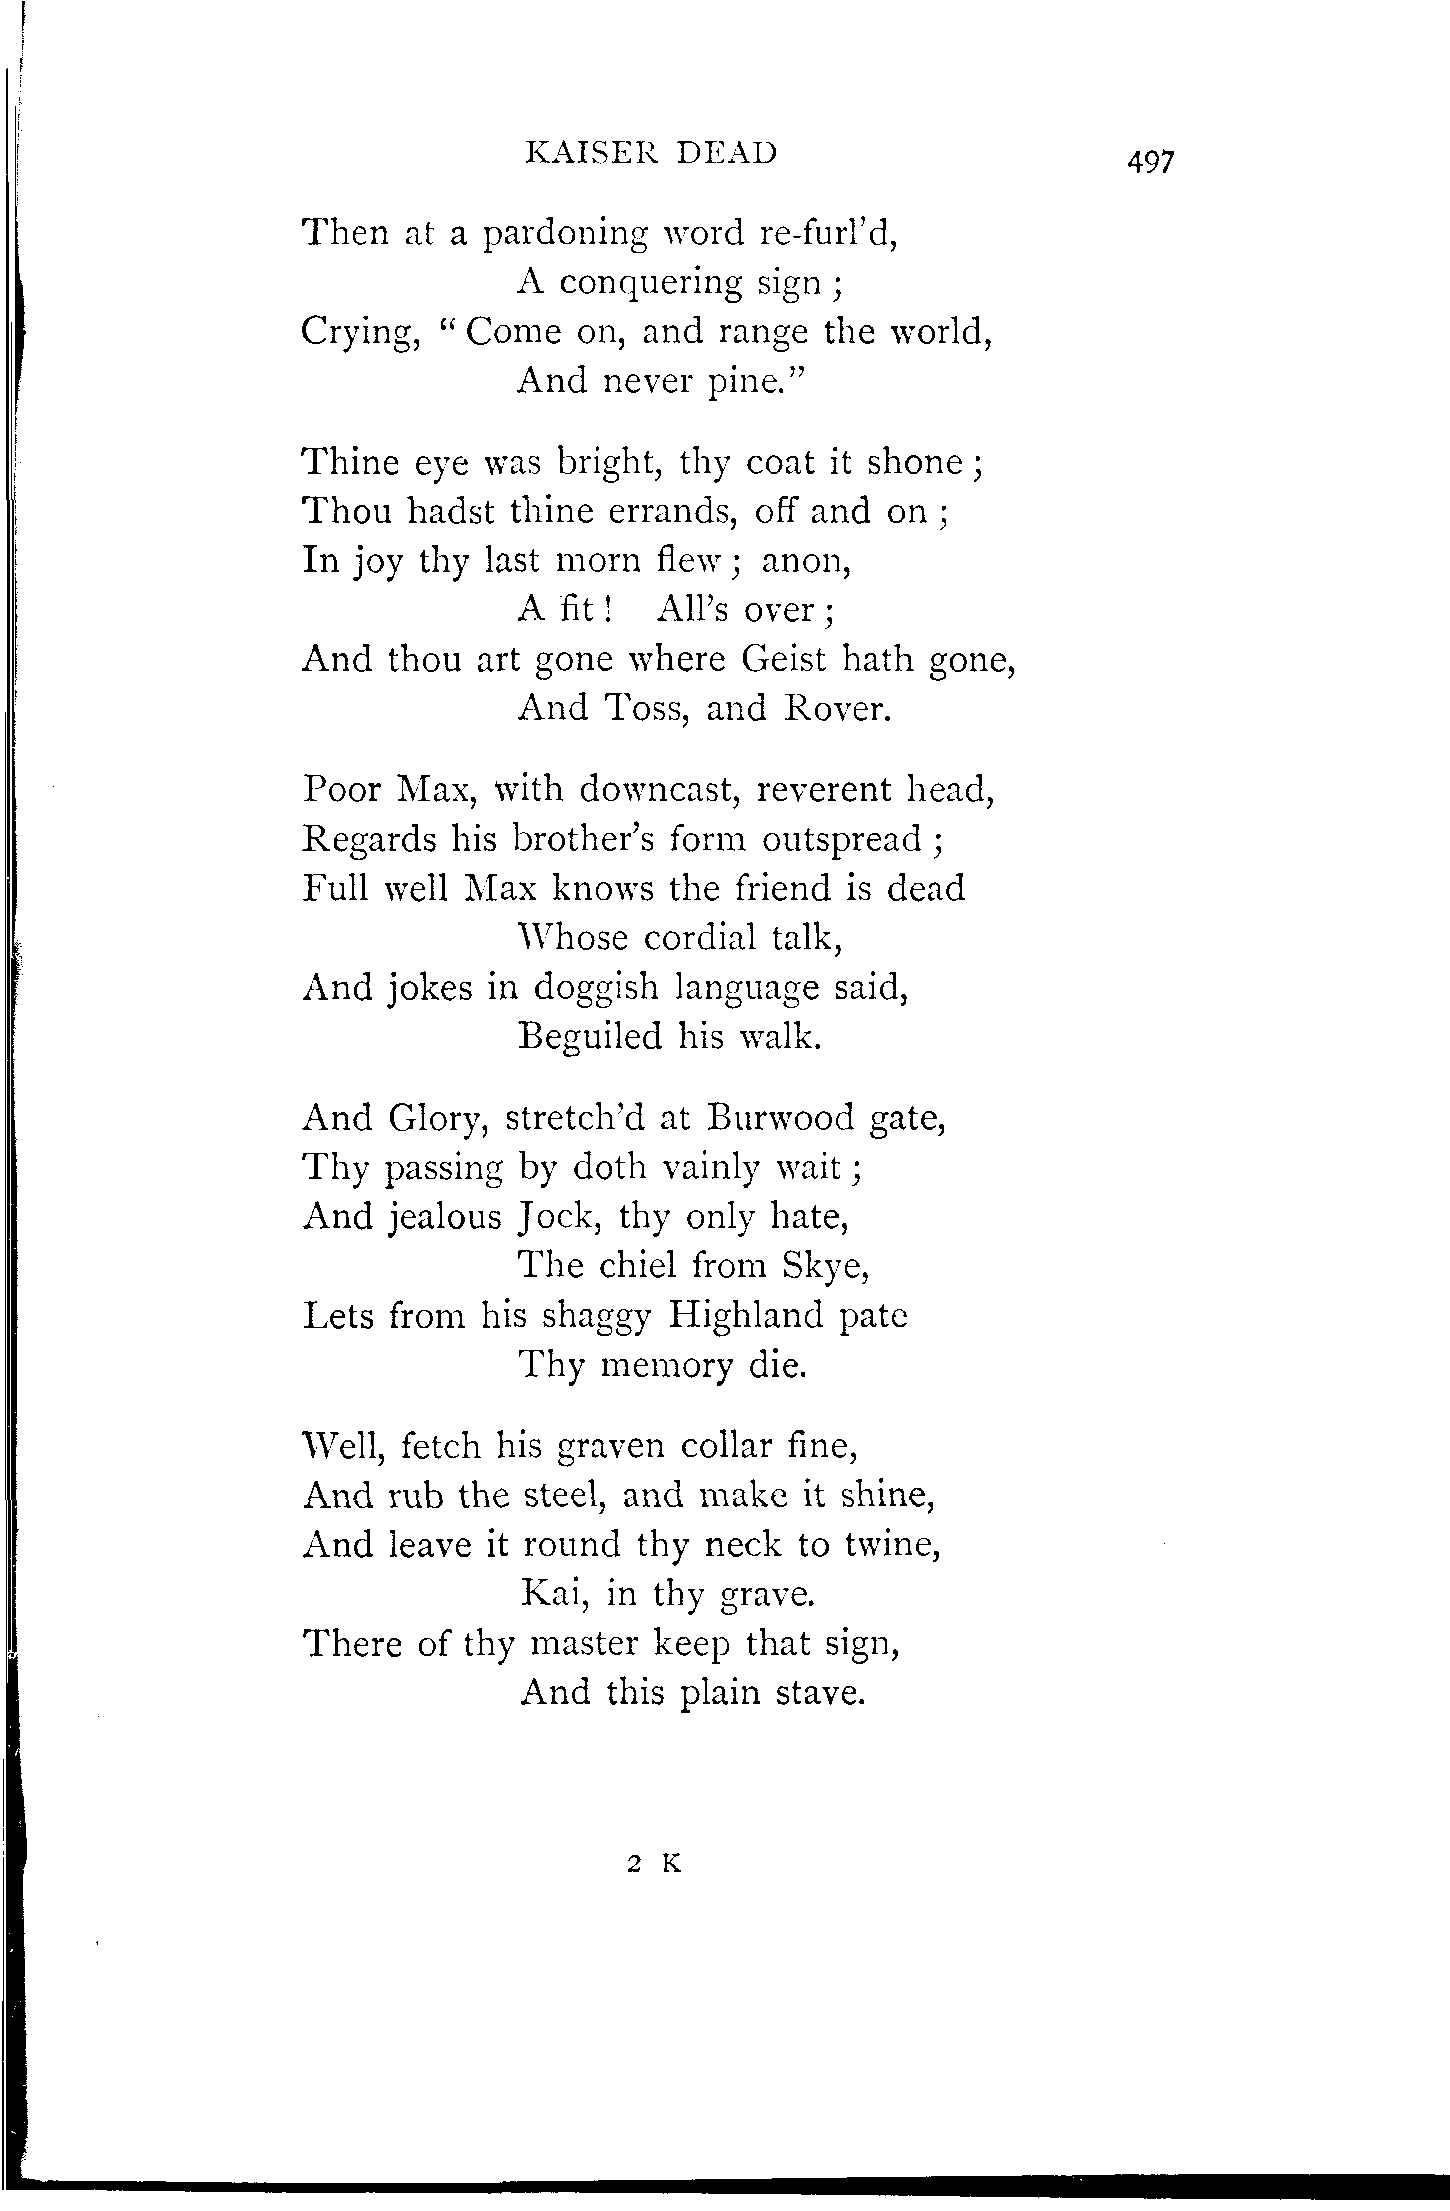 KAISER DEAD 497
Then at a pardoning word re-furl'd,
A conquering sign ;
Crying, “ Come on, and range the world,
And never pine.”
Thine eye was bright, thy coat it shone ;
Thou hadst thine errands, off and on ;
In joy thy last morn flew ; anon,
A fit ! All's over ;
And thou art gone where Geist hath gone,
And Toss, and Rover.
Poor Max, with downcast, reverent head,
Regards his brother's form outspread ;
Full well Max knows the friend is dead
Whose cordial talk,
And jokes in doggish language said,
Beguiled his walk.
And Glory, stretch'd at Burwood gate,
Thy passing by doth vainly wait ;
And jealous Jock, thy only hate,
The chiel from Skye,
Lets from his shaggy Highland pate
Thy memory die.
Well, fetch his graven collar fine,
And rub the steel, and make it shine,
And leave it round thy neck to twine,
Kai, in thy grave.
There of thy master keep that sign,
And this plain stave.
2 K